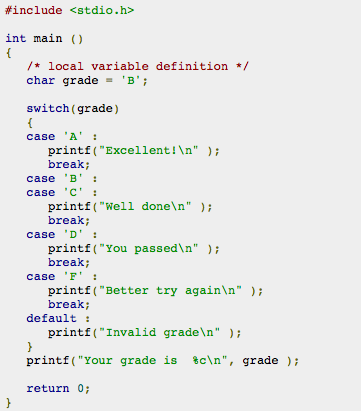 #include <stdio.h>
int main ()
{
/* local variable definition */
char grade = 'B';
switch(grade)
{
case 'A' :
printf("Excellent!\n" );
break;
case 'B' :
case 'C' :
printf("Well done\n" );
break;
case 'D' :
printf("You passed\n" );
break;
case 'F' :
printf("Better try again\n" );
break;
default :
printf("Invalid grade\n" );
}
printf("Your grade is  %c\n", grade );
return 0;
}